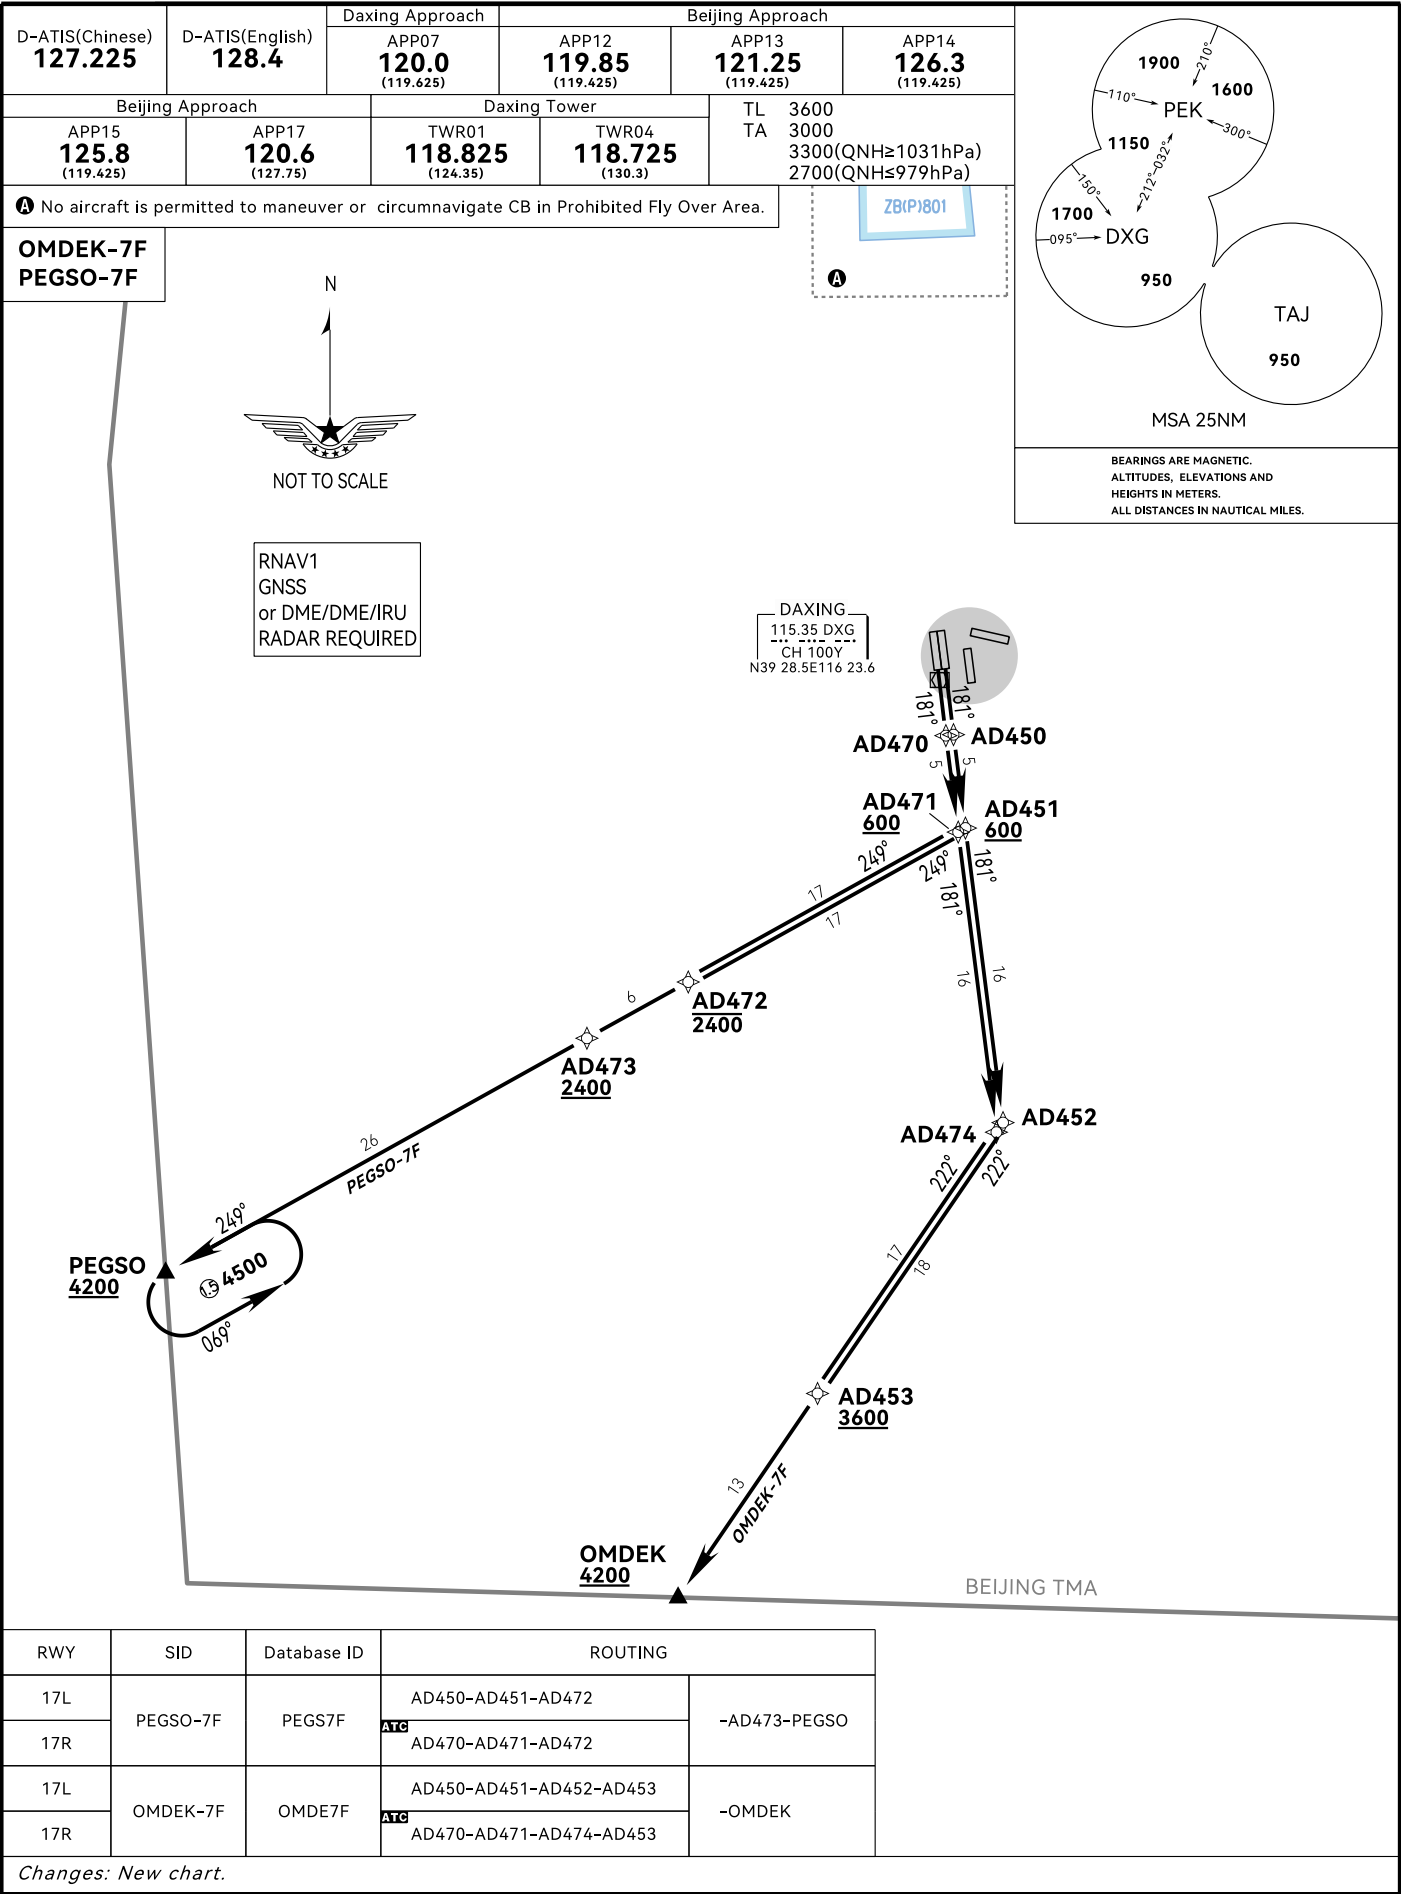 D-ATIS(Chinese)
127.225
D-ATIS(English)
128.4
Daxing Approach
APP07
120.0
(119.625)
Beijing Approach
APP12
119.85
(119.425)
APP13
121.25
(119.425)
APP14
126.3
(119.425)
Beijing Approach
APP15
125.8
(119.425)
APP17
120.6
(127.75)
Daxing Tower
TWR01
118.825
(124.35)
TWR04
118.725
(130.3)
TL 3600
TA 3000
3300(QNH≥1031hPa)
2700(QNH≤979hPa)
A No aircraft is permitted to maneuver or circumnavigate CB in Prohibited Fly Over Area.
OMDEK-7F
PEGSO-7F
ZB(P)801
A
1900
210°
1600
110°
PEK
300°
1150
212°-032°
150°
1700
095°
DXG
950
TAJ
950
MSA 25NM
BEARINGS ARE MAGNETIC.
ALTITUDES, ELEVATIONS AND
HEIGHTS IN METERS.
ALL DISTANCES IN NAUTICAL MILES.
N
NOT TO SCALE
RNAV1
GNSS
or DME/DME/IRU
RADAR REQUIRED
DAXING
115.35 DXG
CH 100Y
N39 28.5E116 23.6
181°
181°
AD470
AD450
5
5
AD471
600
AD451
600
249°
249°
181°
181°
17
17
16
16
6
AD472
2400
AD473
2400
26
PEGSO-7F
AD474
AD452
222°
222°
249°
PEGSO
4200
1.5 4500
069°
17
18
AD453
3600
13
OMDEK-7F
OMDEK
4200
BEIJING TMA
RWY SID Database ID ROUTING
17L PEGSO-7F PEGS7F AD450-AD451-AD472 -AD473-PEGSO
17R ATC AD470-AD471-AD472
17L OMDEK-7F OMDE7F AD450-AD451-AD452-AD453 -OMDEK
17R ATC AD470-AD471-AD474-AD453
Changes: New chart.